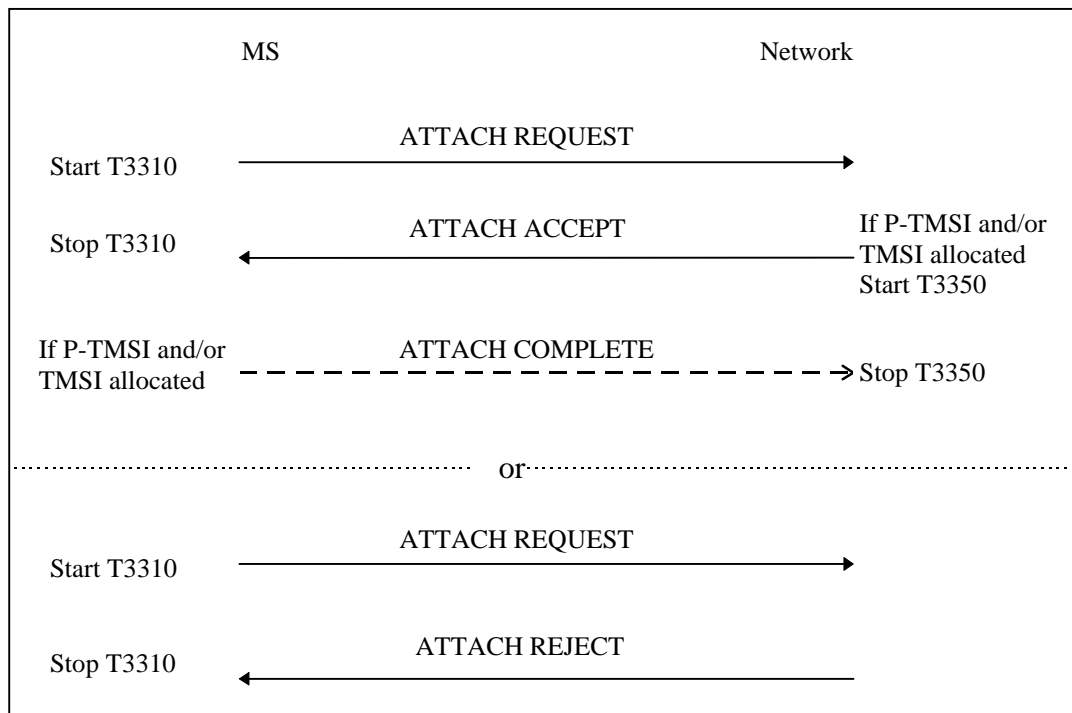 MS Network
ATTACH REQUEST
Start T3310
ATTACH ACCEPT
Stop T3310
If P-TMSI and/or
TMSI allocated
Start T3350
If P-TMSI and/or
TMSI allocated
ATTACH COMPLETE
Stop T3350
or
ATTACH REQUEST
Start T3310
ATTACH REJECT
Stop T3310